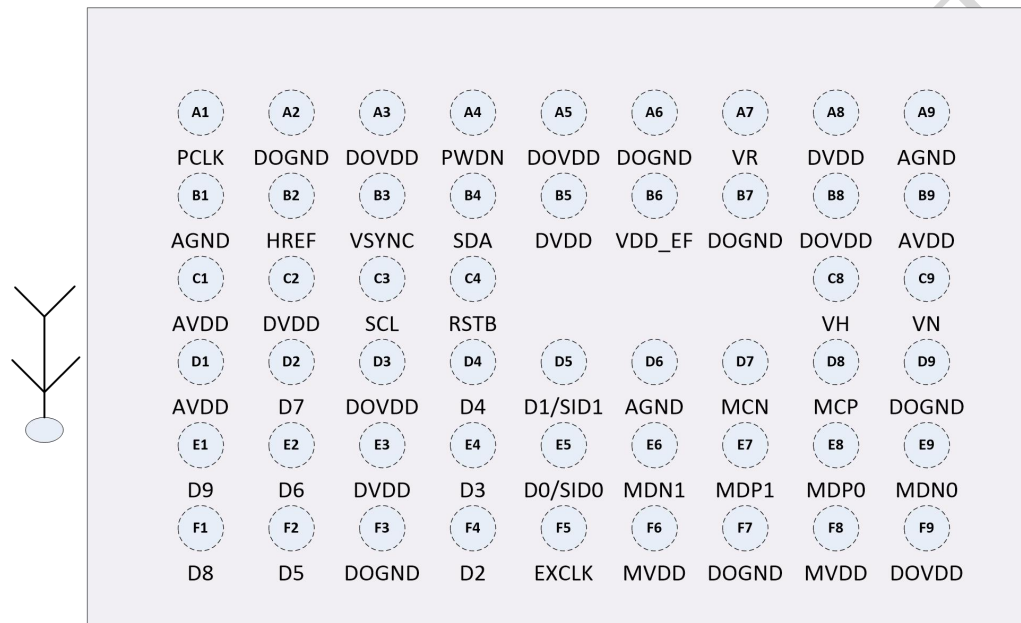 A1 A2 A3 A4 A5 A6 A7 A8 A9
PCLK DOGND DOVDD PWDN DOVDD DOGND VR DVDD AGND
B1 B2 B3 B4 B5 B6 B7 B8 B9
AGND HREF VSYNC SDA DVDD VDD_EF DOGND DOVDD AVDD
C1 C2 C3 C4 C8 C9
AVDD DVDD SCL RSTB VH VN
D1 D2 D3 D4 D5 D6 D7 D8 D9
AVDD D7 DOVDD D4 D1/SID1 AGND MCN MCP DOGND
E1 E2 E3 E4 E5 E6 E7 E8 E9
D9 D6 DVDD D3 D0/SID0 MDN1 MDP1 MDP0 MDN0
F1 F2 F3 F4 F5 F6 F7 F8 F9
D8 D5 DOGND D2 EXCLK MVDD DOGND MVDD DOVDD